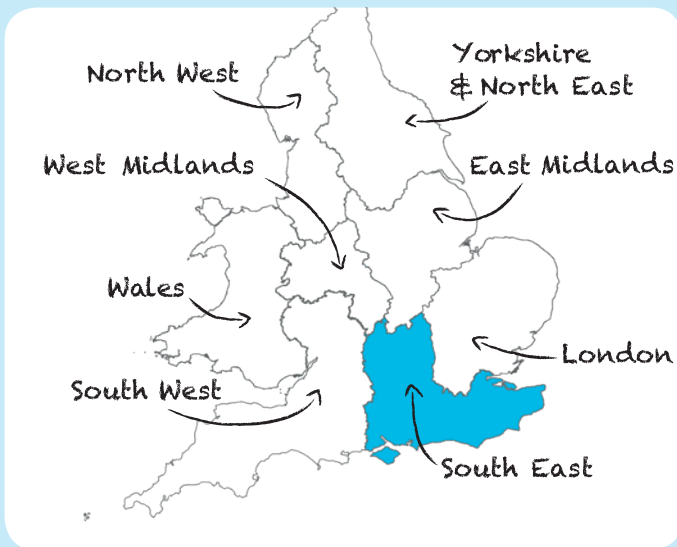 North West
Yorkshire
& North East
West Midlands
East Midlands
Wales
London
South West
South East